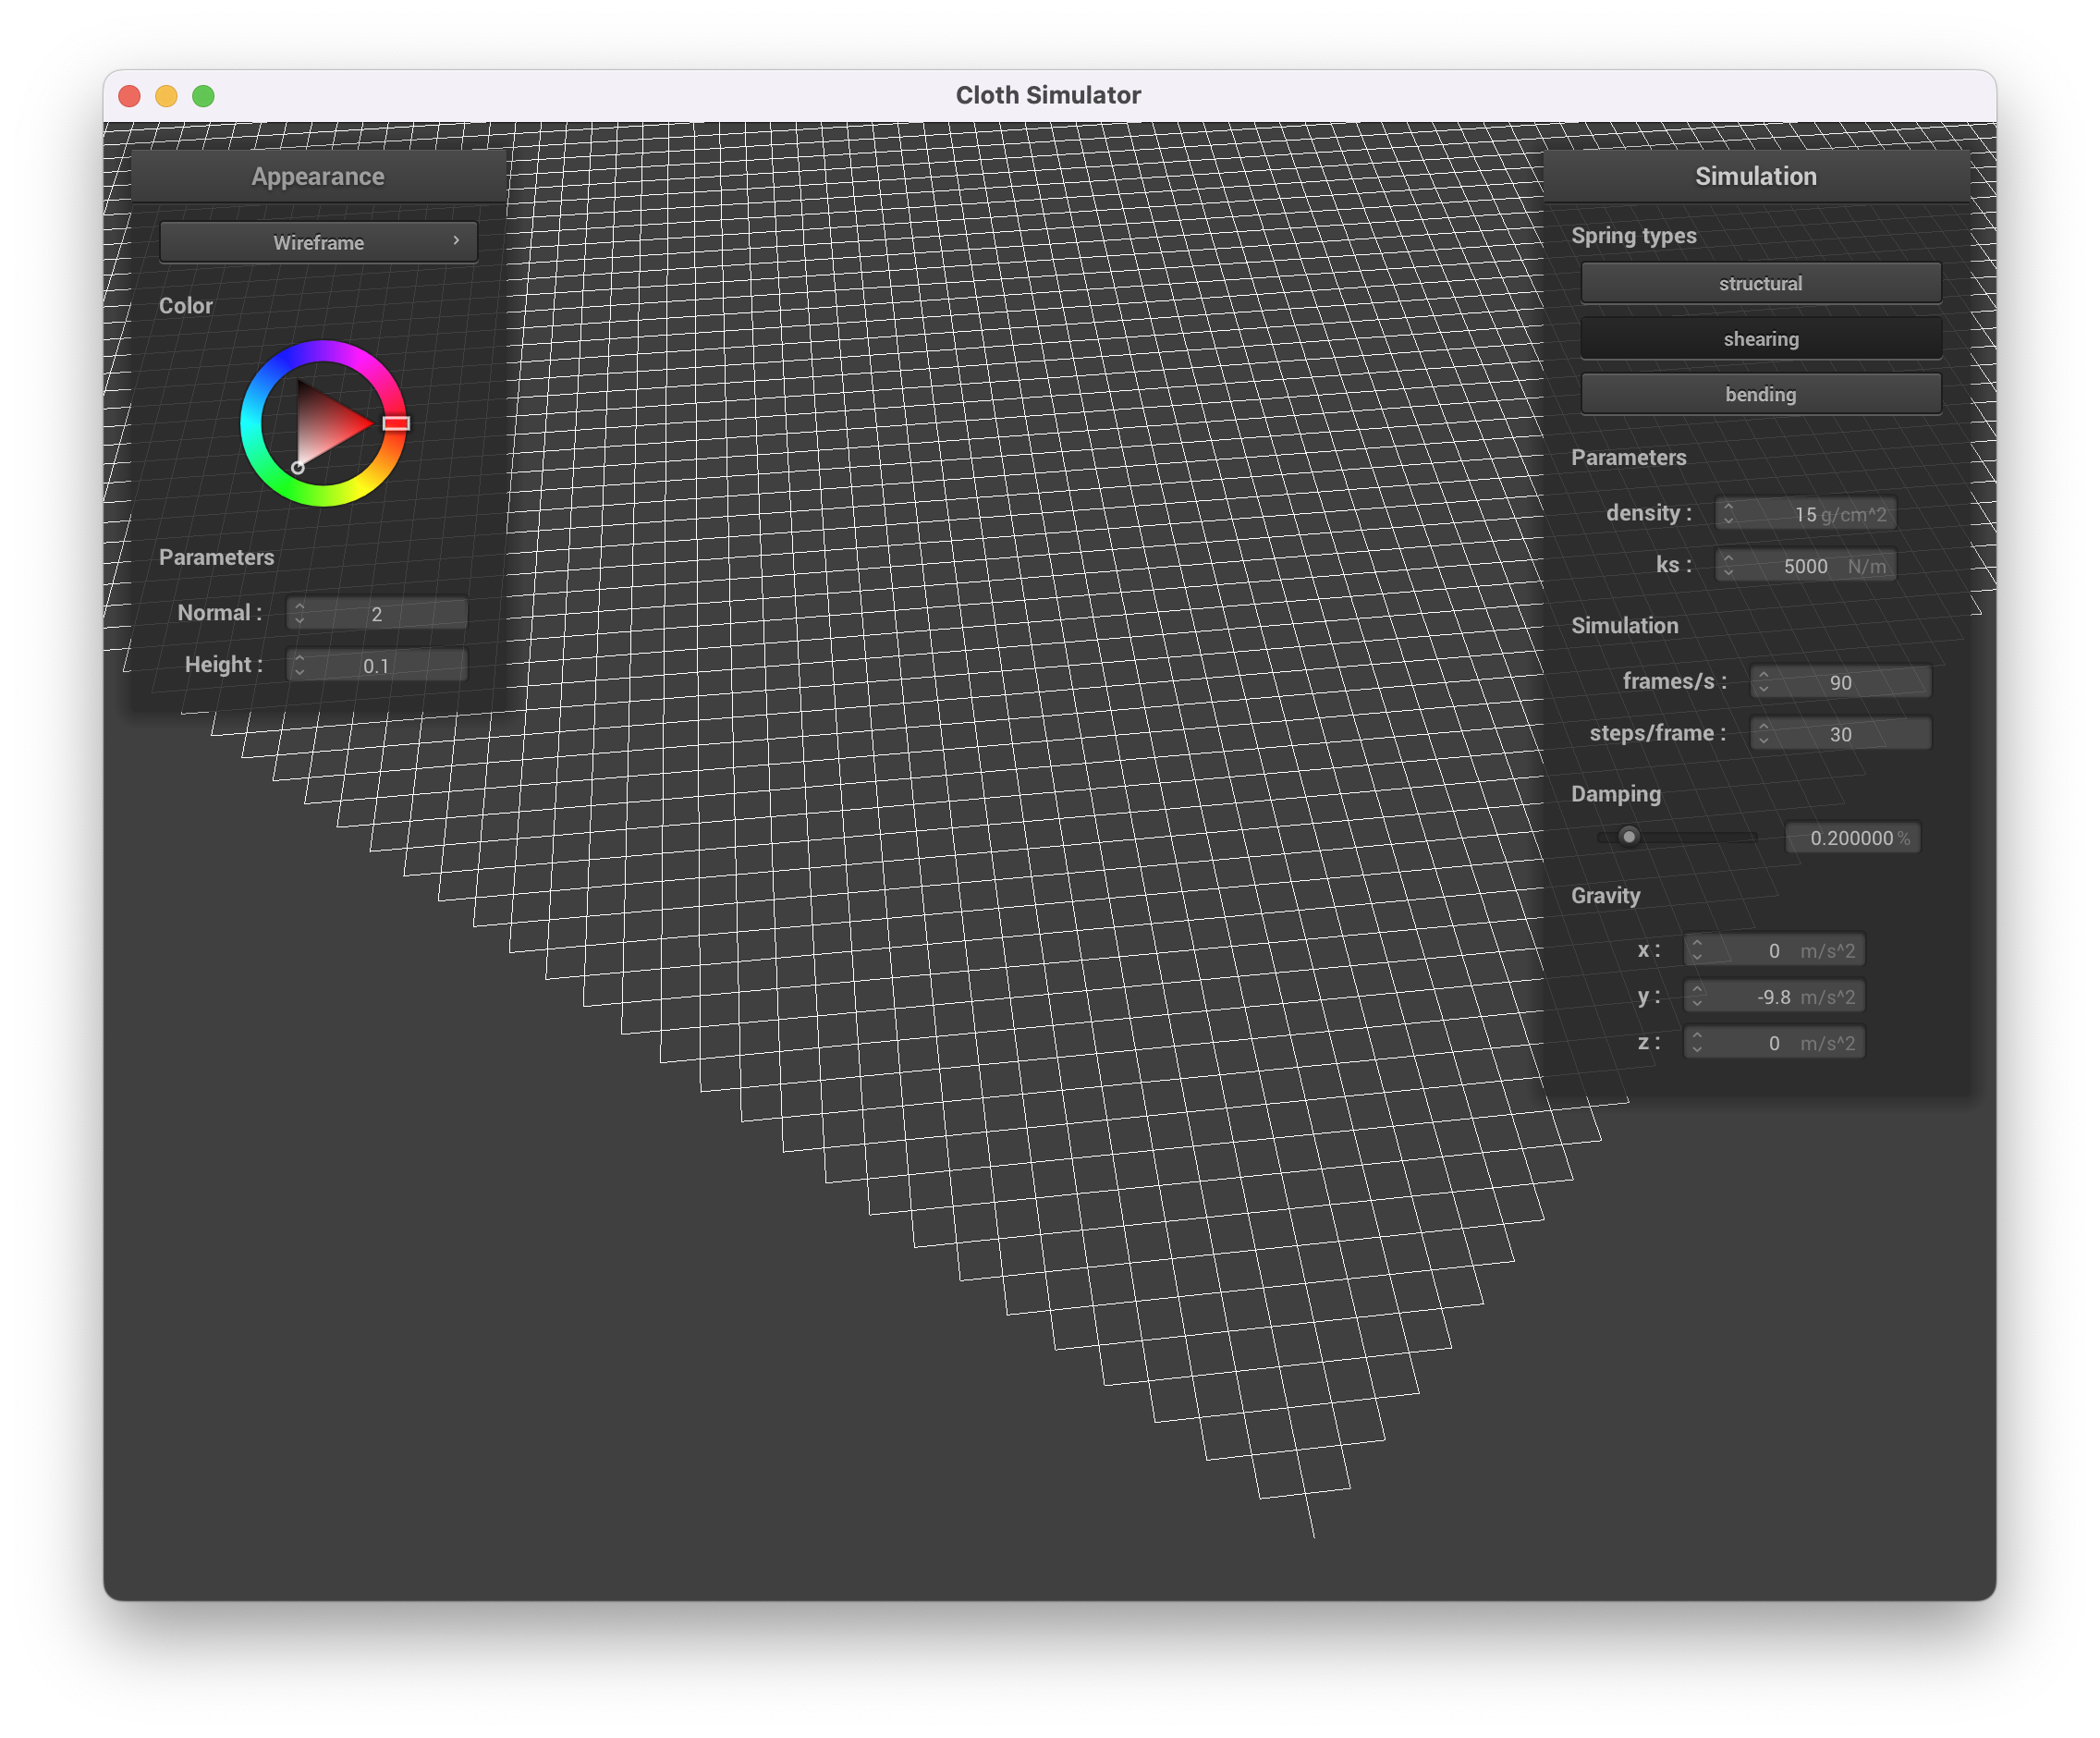 Cloth Simulator
Appearance
Wireframe
Color
Parameters
Normal : 2
Height : 0.1
Simulation
Spring types
structural
shearing
bending
Parameters
density : 15 g/cm^2
ks : 5000 N/m
Simulation
frames/s : 90
steps/frame : 30
Damping
0.200000 %
Gravity
x : 0 m/s^2
y : -9.8 m/s^2
z : 0 m/s^2